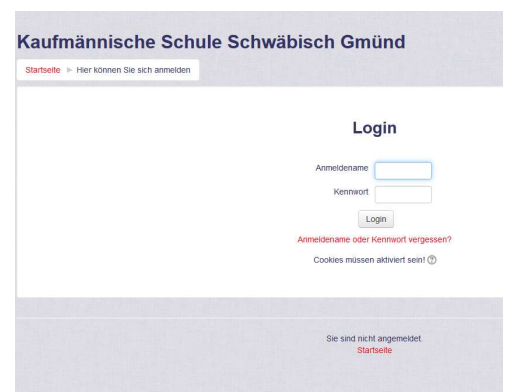 Kaufmännische Schule Schwäbisch Gmünd
Startseite ► Hier können Sie sich anmelden
Login
Anmeldename
Kennwort
Login
Anmeldename oder Kennwort vergessen?
Cookies müssen aktiviert sein! ?
Sie sind nicht angemeldet.
Startseite